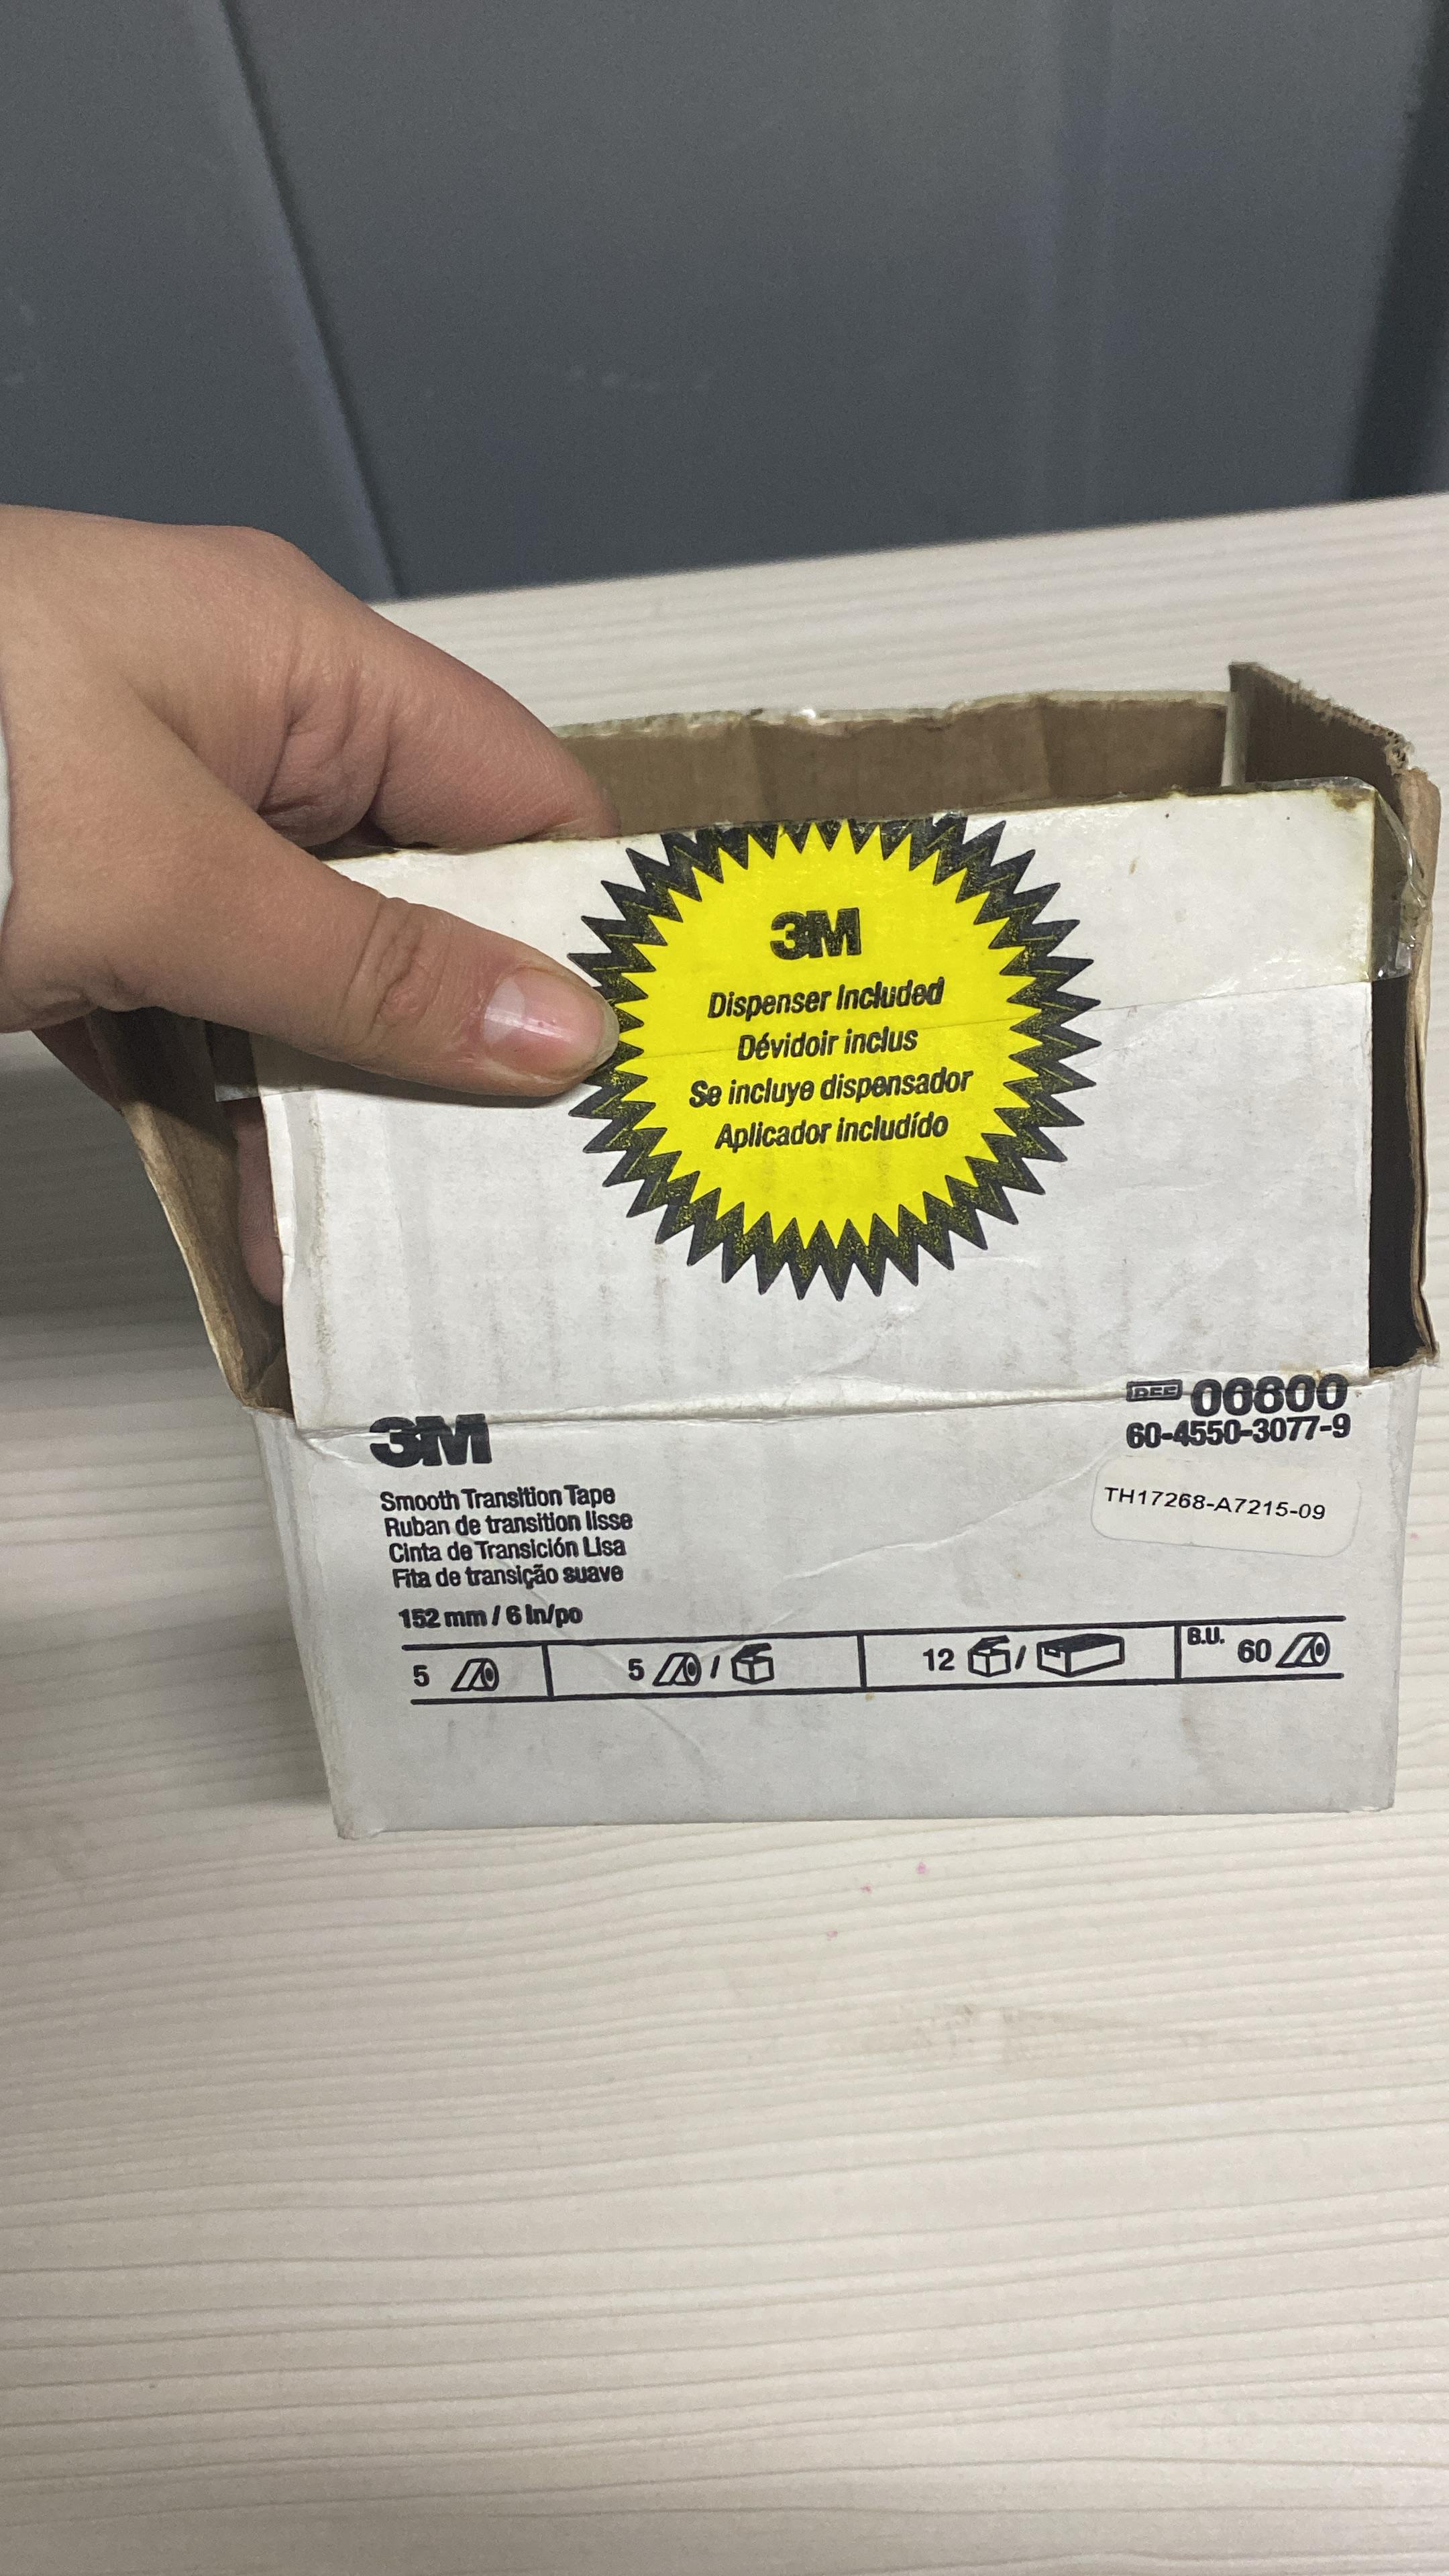 3M
Dispenser Included
Dévidoir inclus
Se incluye dispensador
Aplicador includído
REF 06800
60-4550-3077-9
TH17268-A7215-09
3M
Smooth Transition Tape
Ruban de transition lisse
Cinta de Transición Lisa
Fita de transição suave
152 mm / 6 in/po
5 5 / 12 / B.U. 60